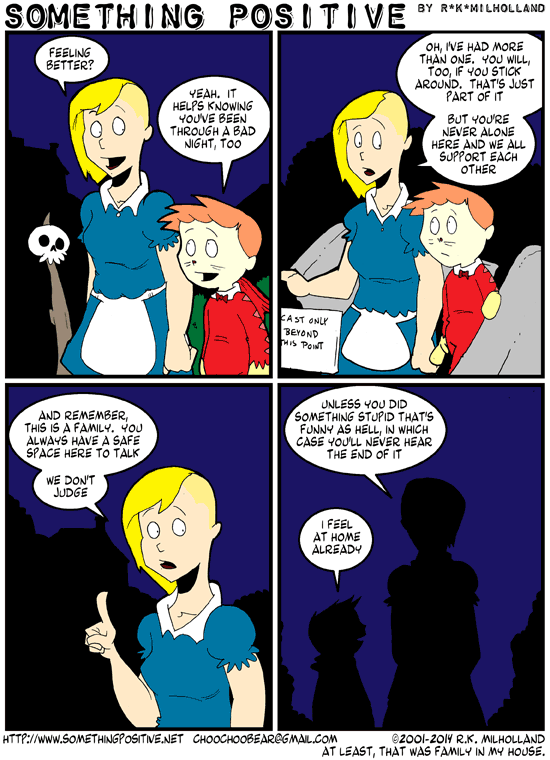 SOMETHING POSITIVE BY R*K*MILHOLLAND
FEELING
BETTER?
YEAH. IT
HELPS KNOWING
YOU'VE BEEN
THROUGH A BAD
NIGHT, TOO
OH, I'VE HAD MORE
THAN ONE. YOU WILL,
TOO, IF YOU STICK
AROUND. THAT'S JUST
PART OF IT
BUT YOU'RE
NEVER ALONE
HERE AND WE ALL
SUPPORT EACH
OTHER
CAST ONLY
BEYOND
THIS POINT
AND REMEMBER,
THIS IS A FAMILY. YOU
ALWAYS HAVE A SAFE
SPACE HERE TO TALK
WE DON'T
JUDGE
UNLESS YOU DID
SOMETHING STUPID THAT'S
FUNNY AS HELL, IN WHICH
CASE YOU'LL NEVER HEAR
THE END OF IT
I FEEL
AT HOME
ALREADY
HTTP://WWW.SOMETHINGPOSITIVE.NET CHOOCHOOBEAR@GMAIL.COM ©2001-2014 R.K. MILHOLLAND
AT LEAST, THAT WAS FAMILY IN MY HOUSE.